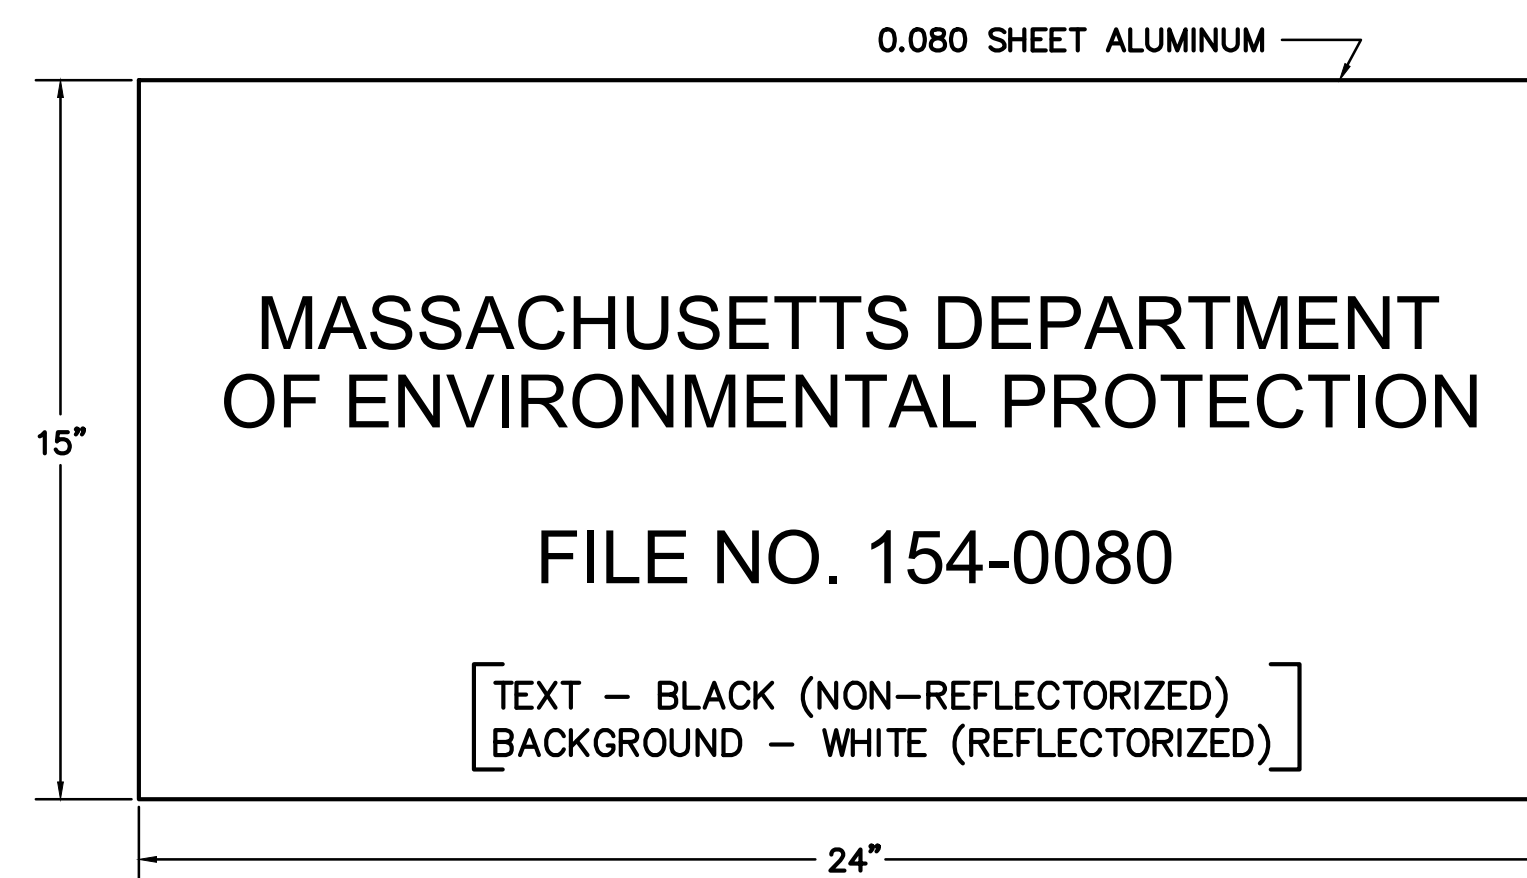 0.080 SHEET ALUMINUM
MASSACHUSETTS DEPARTMENT
OF ENVIRONMENTAL PROTECTION
15"
FILE NO. 154-0080
TEXT - BLACK (NON-REFLECTORIZED)
BACKGROUND - WHITE (REFLECTORIZED)
24"